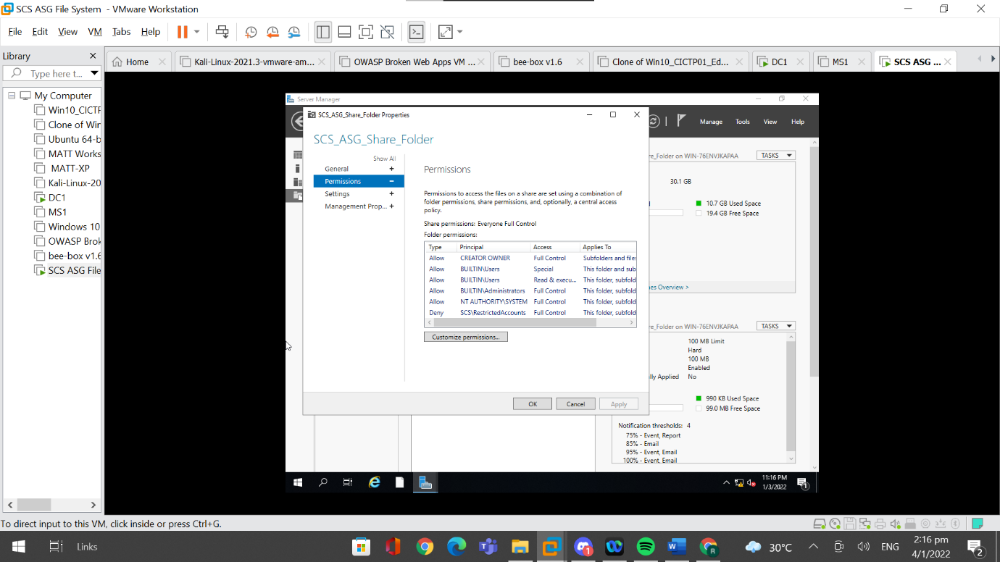 SCS ASG File System - VMware Workstation
File Edit View VM Tabs Help
Library
Type here t...
Home
Kali-Linux-2021.3-vmware-am...
OWASP Broken Web Apps VM ...
bee-box v1.6
Clone of Win10_CICTP01_Ed...
DC1
MS1
SCS ASG ...
My Computer
Win10_CICTF
Clone of Wir
Ubuntu 64-b
MATT Works
MATT-XP
Kali-Linux-20
DC1
MS1
Windows 10
OWASP Brok
bee-box v1.6
SCS ASG File
Server Manager
Manage Tools View Help
SCS_ASG_Share_Folder Properties
SCS_ASG_Share_Folder
Show All
General +
Permissions −
Settings +
Management Prop... +
Permissions
Permissions to access the files on a share are set using a combination of
folder permissions, share permissions, and, optionally, a central access
policy.
Share permissions: Everyone Full Control
Folder permissions:
Type Principal Access Applies To
Allow CREATOR OWNER Full Control Subfolders and files
Allow BUILTIN\Users Special This folder and sub
Allow BUILTIN\Users Read & execu... This folder, subfold
Allow BUILTIN\Administrators Full Control This folder, subfold
Allow NT AUTHORITY\SYSTEM Full Control This folder, subfold
Deny SCS\RestrictedAccounts Full Control This folder, subfold
Customize permissions...
OK Cancel Apply
re_Folder on WIN-76ENVJKAPAA TASKS
30.1 GB
10.7 GB Used Space
19.4 GB Free Space
es Overview >
re_Folder on WIN-76ENVJKAPAA TASKS
100 MB Limit
Hard
100 MB
Enabled
lly Applied No
990 KB Used Space
99.0 MB Free Space
Notification thresholds: 4
75% - Event, Report
85% - Email
95% - Event, Email
100% - Event, Email
11:16 PM
1/3/2022
1
To direct input to this VM, click inside or press Ctrl+G.
Links
1
30°C
ENG
2:16 pm
4/1/2022
2